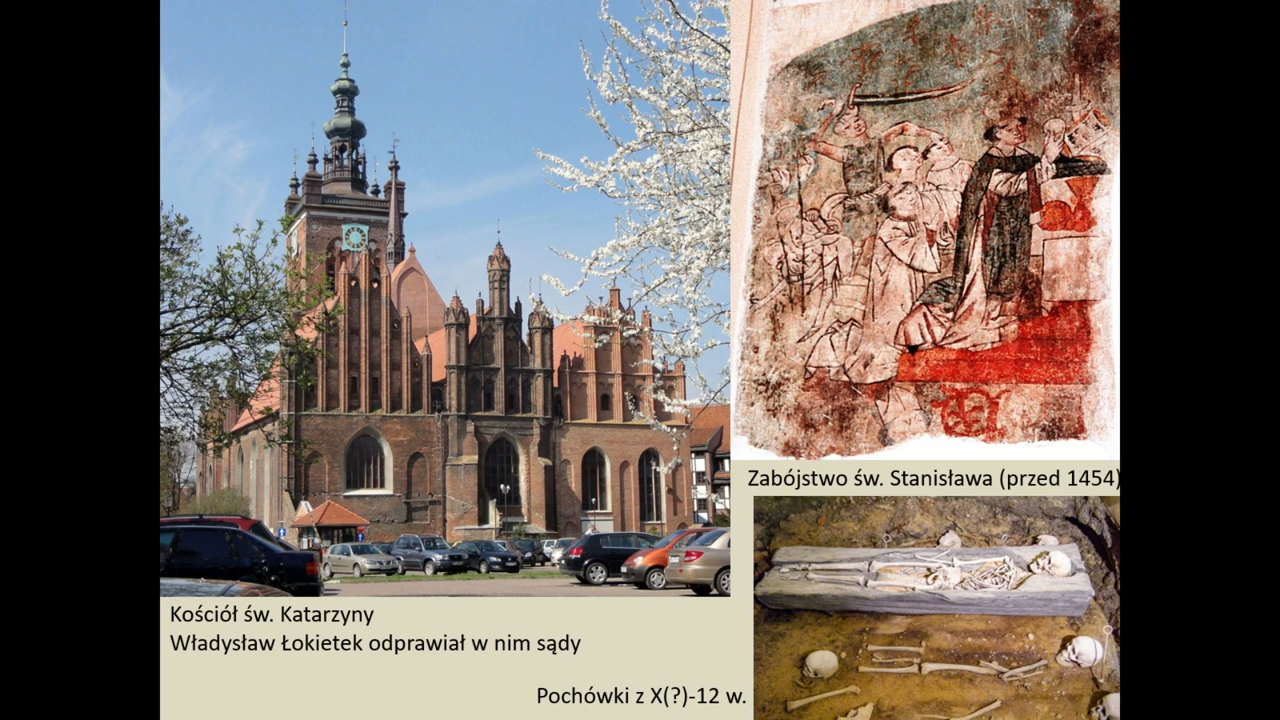 Zabójstwo św. Stanisława (przed 1454)
Kościół św. Katarzyny
Władysław Łokietek odprawiał w nim sądy
Pochówki z X(?)-12 w.